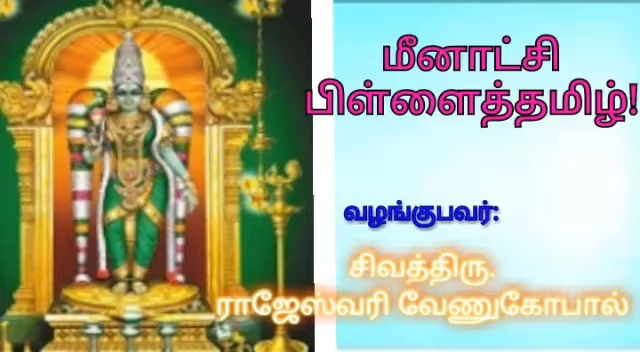 மீனாட்சி
பிள்ளைத்தமிழ்!
வழங்குபவர்:
சிவத்திரு.
ராஜேஸ்வரி வேணுகோபால்